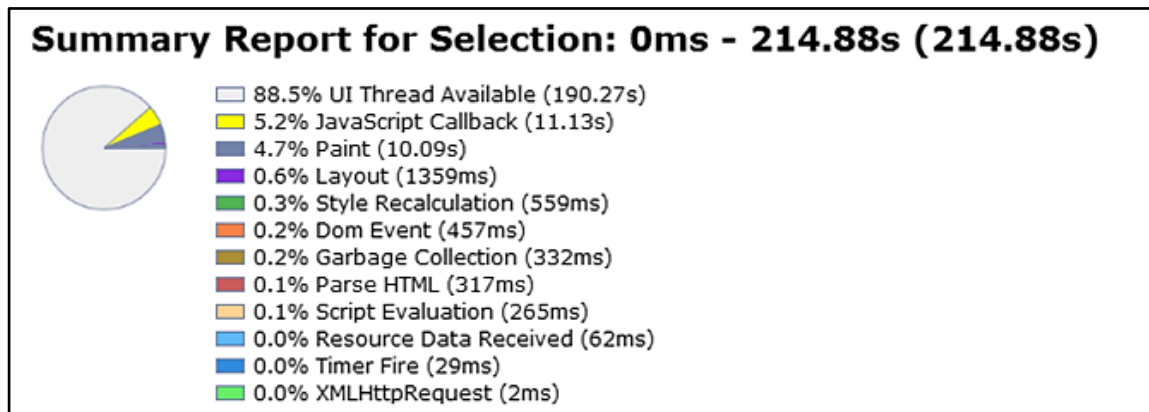 Summary Report for Selection: 0ms - 214.88s (214.88s)
88.5% UI Thread Available (190.27s)
5.2% JavaScript Callback (11.13s)
4.7% Paint (10.09s)
0.6% Layout (1359ms)
0.3% Style Recalculation (559ms)
0.2% Dom Event (457ms)
0.2% Garbage Collection (332ms)
0.1% Parse HTML (317ms)
0.1% Script Evaluation (265ms)
0.0% Resource Data Received (62ms)
0.0% Timer Fire (29ms)
0.0% XMLHttpRequest (2ms)